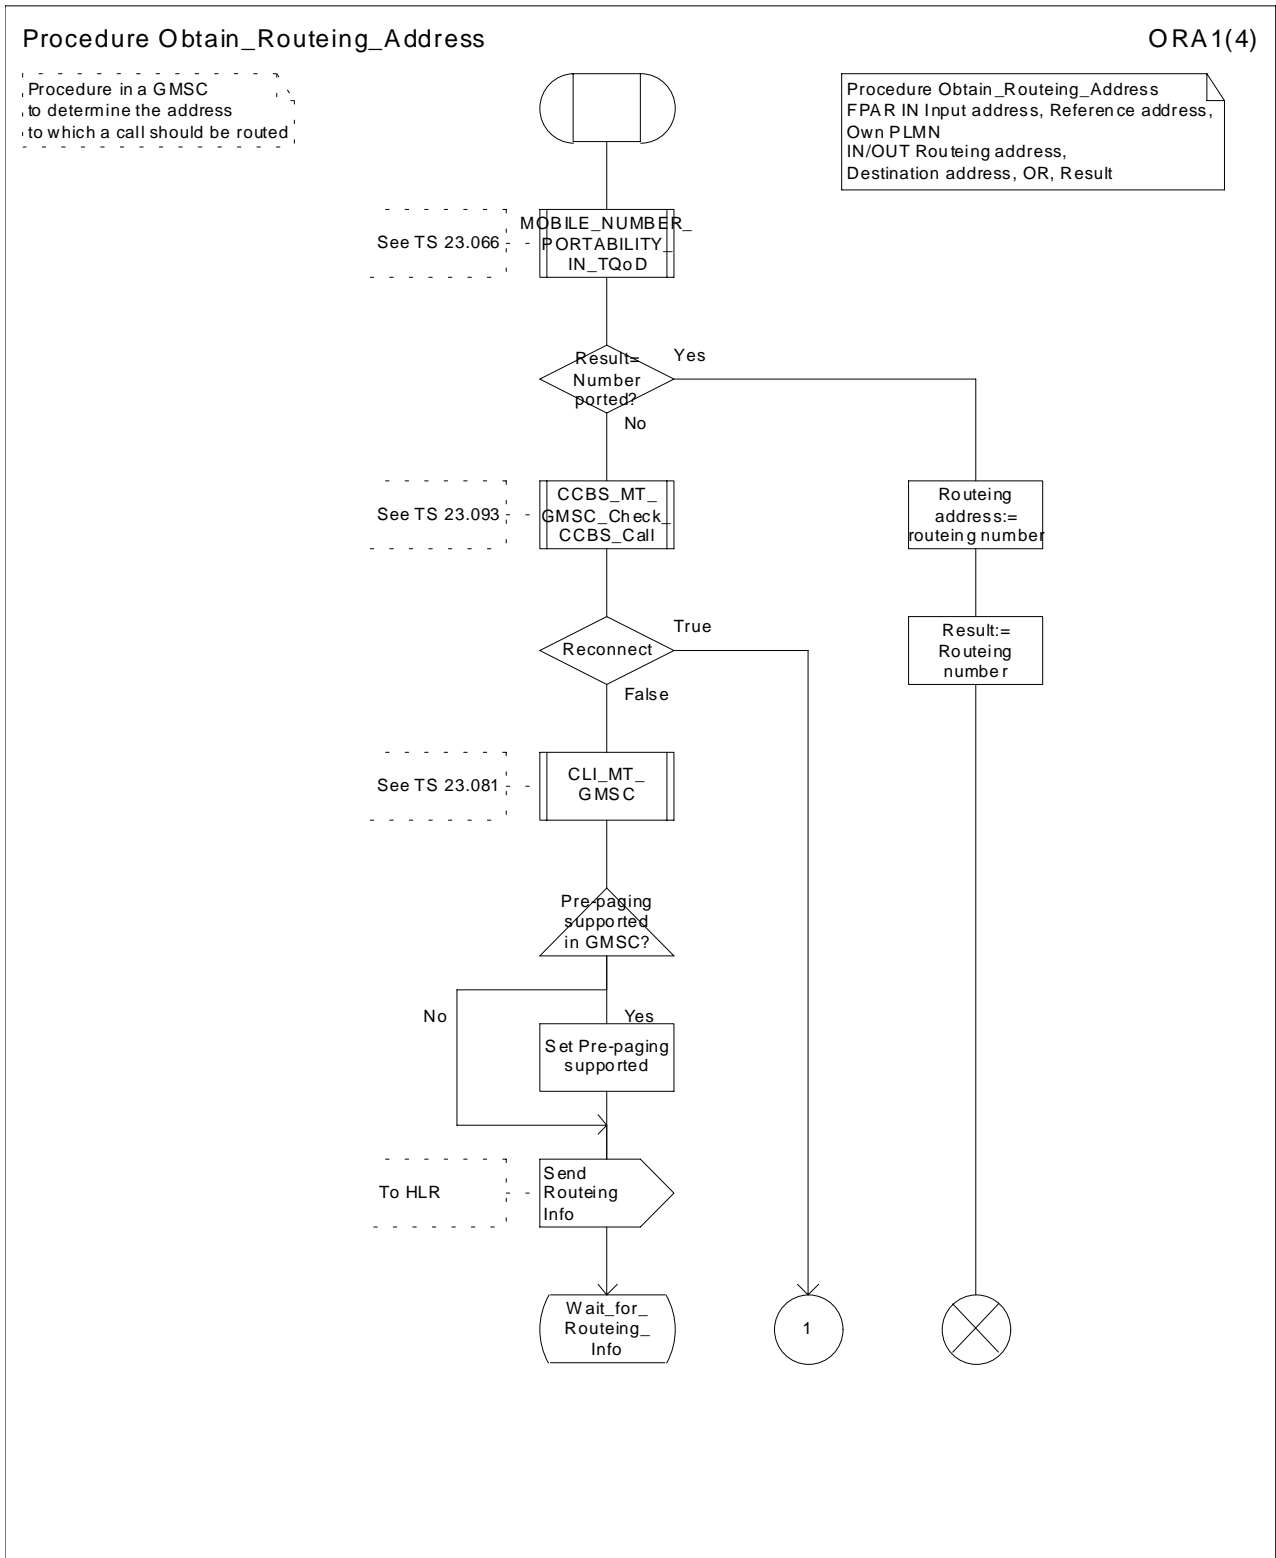 Procedure Obtain_Routeing_Address
ORA1(4)
Procedure in a GMSC
to determine the address
to which a call should be routed
Procedure Obtain_Routeing_Address
FPAR IN Input address, Reference address,
Own PLMN
IN/OUT Routeing address,
Destination address, OR, Result
See TS 23.066
MOBILE_NUMBER_
PORTABILITY_
IN_TQoD
Result=
Number
ported?
Yes
No
See TS 23.093
CCBS_MT_
GMSC_Check_
CCBS_Call
Routeing
address:=
routeing number
Reconnect
True
False
Result:=
Routeing
number
See TS 23.081
CLI_MT_
GMSC
Pre-paging
supported
in GMSC?
No
Yes
Set Pre-paging
supported
To HLR
Send
Routeing
Info
Wait_for_
Routeing_
Info
1